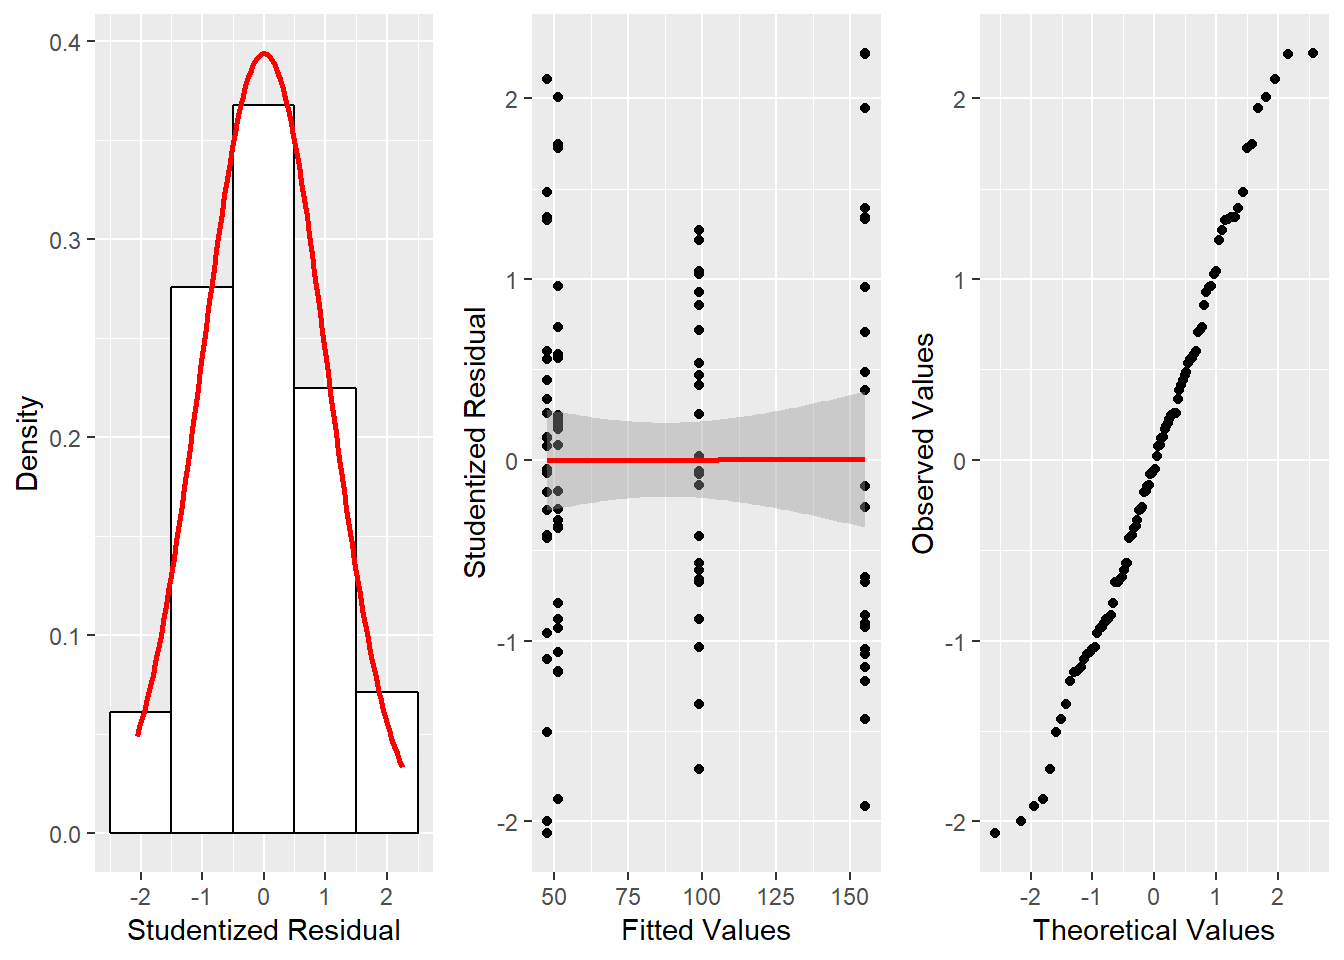 Density
0.4
0.3
0.2
0.1
0.0
-2 -1 0 1 2
Studentized Residual
Studentized Residual
2
1
0
-1
-2
50 75 100 125 150
Fitted Values
Observed Values
2
1
0
-1
-2
-2 -1 0 1 2
Theoretical Values